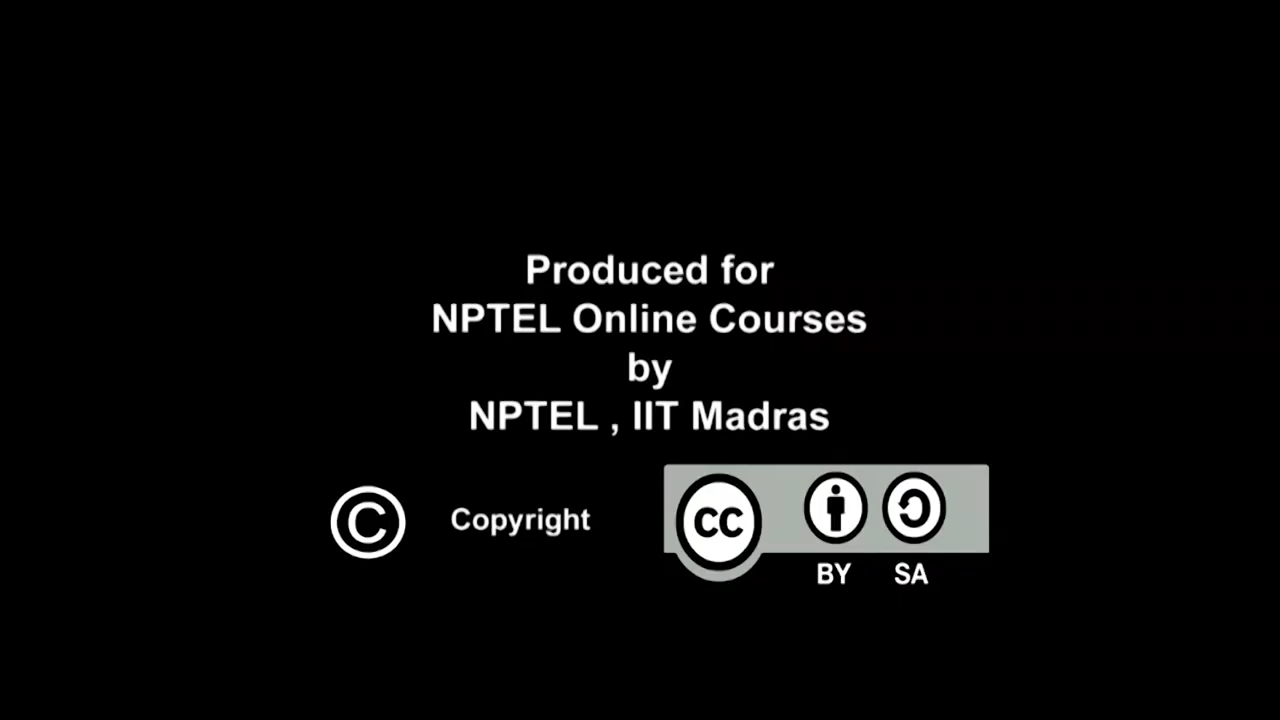 Produced for
NPTEL Online Courses
by
NPTEL , IIT Madras
© Copyright
cc
BY SA